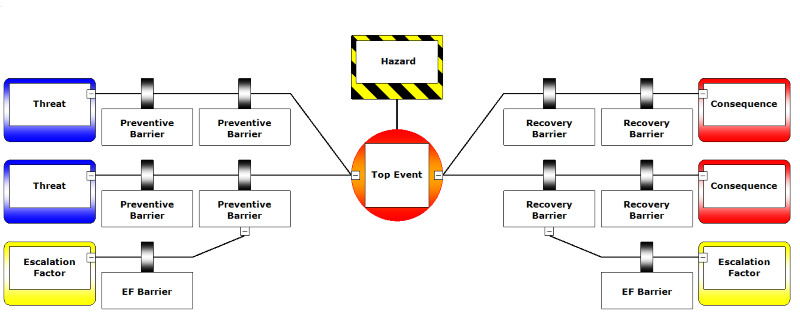 Hazard
Threat
Preventive
Barrier
Preventive
Barrier
Top Event
Recovery
Barrier
Recovery
Barrier
Consequence
Threat
Preventive
Barrier
Preventive
Barrier
Recovery
Barrier
Recovery
Barrier
Consequence
Escalation
Factor
EF Barrier
EF Barrier
Escalation
Factor